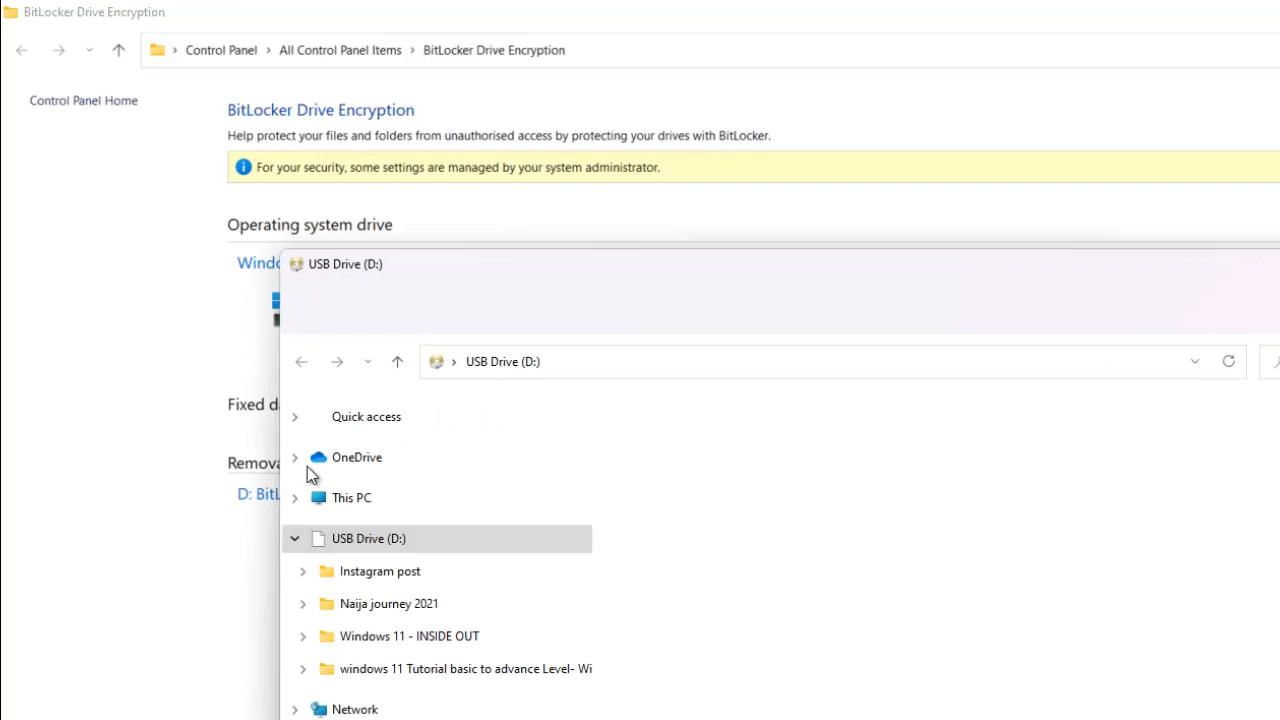 BitLocker Drive Encryption
Control Panel > All Control Panel Items > BitLocker Drive Encryption
Control Panel Home
BitLocker Drive Encryption
Help protect your files and folders from unauthorised access by protecting your drives with BitLocker.
For your security, some settings are managed by your system administrator.
Operating system drive
Windo
USB Drive (D:)
USB Drive (D:)
Fixed d
Quick access
OneDrive
Remova
D: BitL
This PC
USB Drive (D:)
Instagram post
Naija journey 2021
Windows 11 - INSIDE OUT
windows 11 Tutorial basic to advance Level- Wi
Network